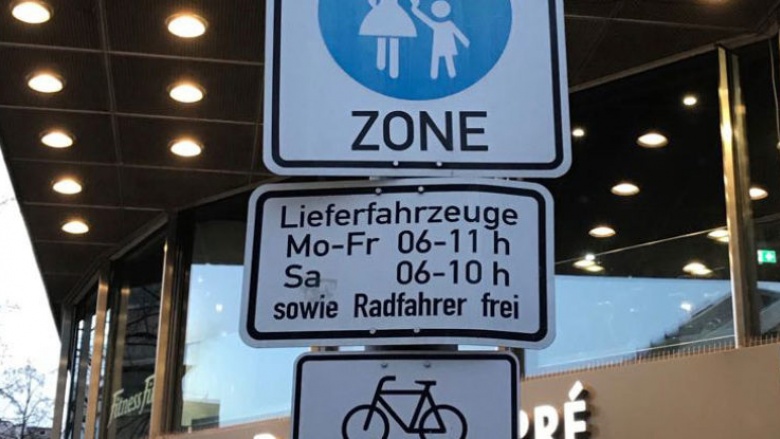 ZONE
Lieferfahrzeuge
Mo-Fr 06-11 h
Sa 06-10 h
sowie Radfahrer frei